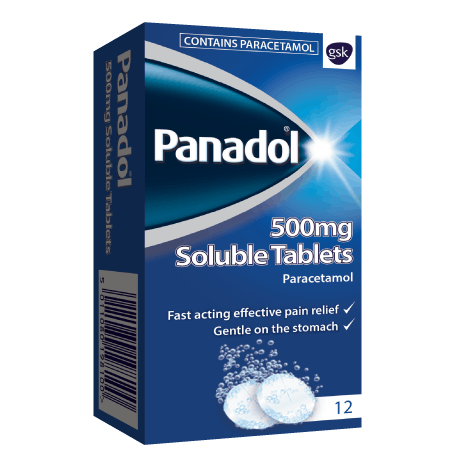 CONTAINS PARACETAMOL
gsk
Panadol®
500mg
Soluble Tablets
Paracetamol
Fast acting effective pain relief ✓
Gentle on the stomach ✓
12
Panadol®
500mg Soluble Tablets